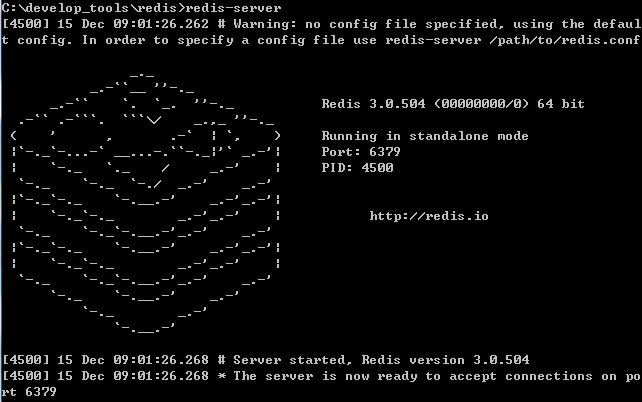 C:\develop_tools\redis>redis-server
[4500] 15 Dec 09:01:26.262 # Warning: no config file specified, using the defaul
t config. In order to specify a config file use redis-server /path/to/redis.conf
Redis 3.0.504 (00000000/0) 64 bit
Running in standalone mode
Port: 6379
PID: 4500
http://redis.io
[4500] 15 Dec 09:01:26.268 # Server started, Redis version 3.0.504
[4500] 15 Dec 09:01:26.268 * The server is now ready to accept connections on po
rt 6379